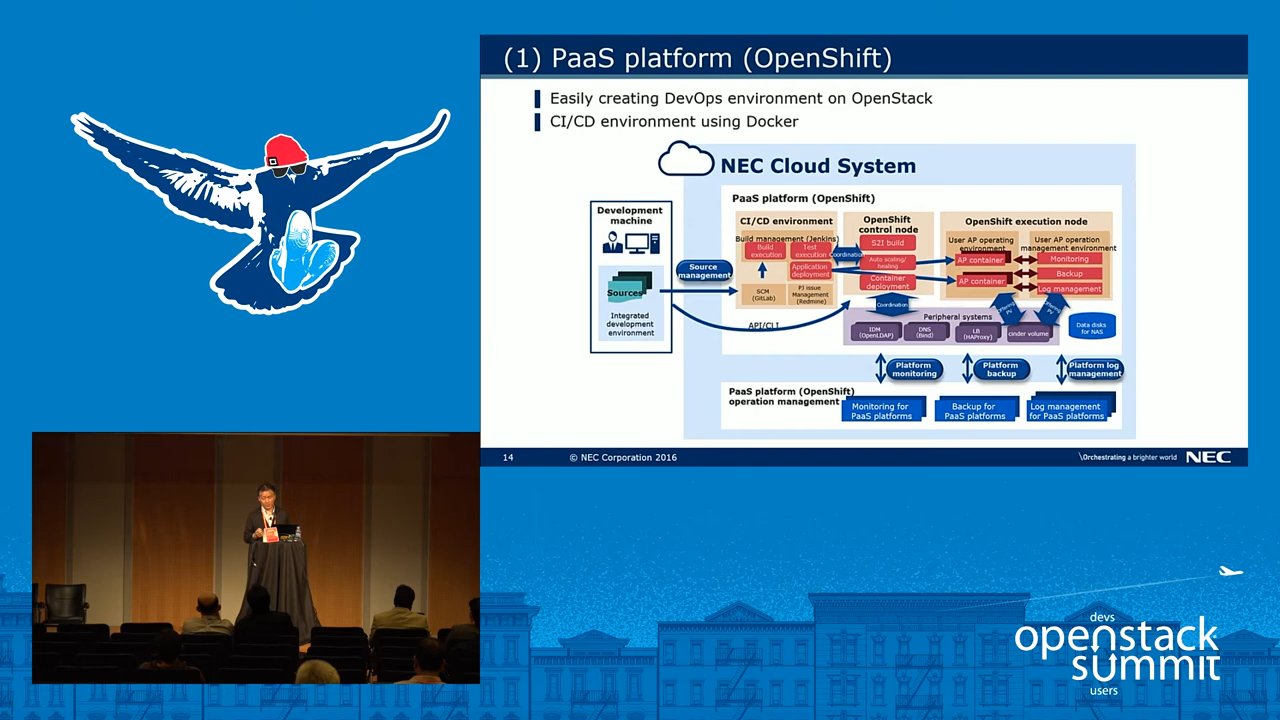 (1) PaaS platform (OpenShift)
Easily creating DevOps environment on OpenStack
CI/CD environment using Docker
NEC Cloud System
PaaS platform (OpenShift)
Development
machine
Sources
Integrated
development
environment
Source
management
API/CLI
CI/CD environment
Build management (Jenkins)
Build
execution
Test
execution
Application
deployment
SCM
(GitLab)
PJ issue
Management
(Redmine)
Coordination
OpenShift
control node
S2I build
Auto scaling/
healing
Container
deployment
Coordination
OpenShift execution node
User AP operating
environment
AP container
AP container
User AP operation
management environment
Monitoring
Backup
Log management
Offering
PV
Offering
PV
Peripheral systems
IDM
(OpenLDAP)
DNS
(Bind)
LB
(HAProxy)
cinder volume
Data disks
for NAS
Platform
monitoring
Platform
backup
Platform log
management
PaaS platform (OpenShift)
operation management
Monitoring for
PaaS platforms
Backup for
PaaS platforms
Log management
for PaaS platforms
14
© NEC Corporation 2016
\Orchestrating a brighter world
NEC
devs
openstack
summit
users